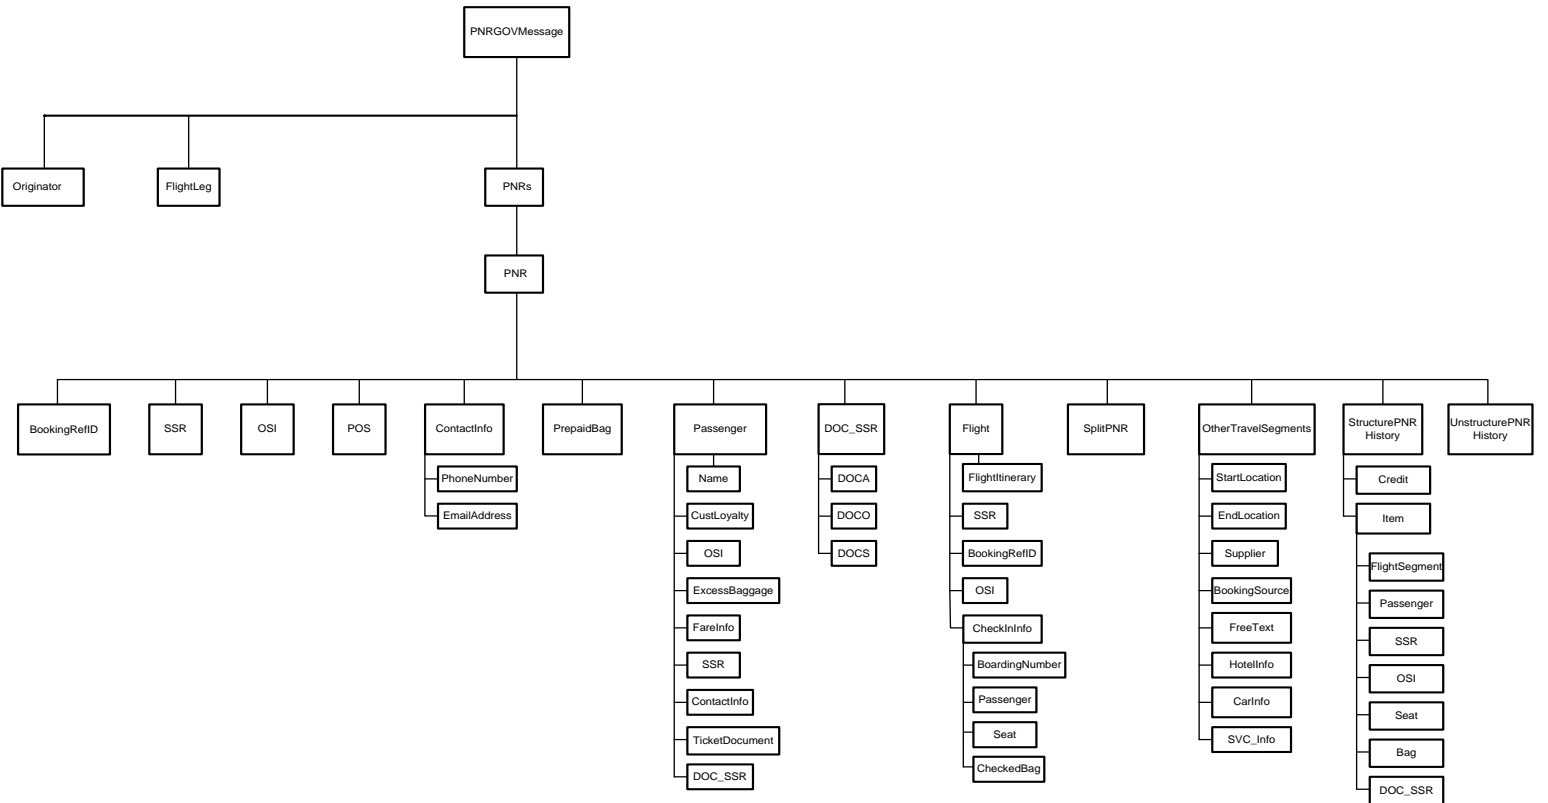 PNRGOVMessage
Originator
FlightLeg
PNRs
PNR
BookingRefID
SSR
OSI
POS
ContactInfo
PrepaidBag
Passenger
DOC_SSR
Flight
SplitPNR
OtherTravelSegments
StructurePNR
History
UnstructurePNR
History
PhoneNumber
EmailAddress
Name
CustLoyalty
OSI
ExcessBaggage
FareInfo
SSR
ContactInfo
TicketDocument
DOC_SSR
DOCA
DOCO
DOCS
FlightItinerary
SSR
BookingRefID
OSI
CheckInInfo
BoardingNumber
Passenger
Seat
CheckedBag
StartLocation
EndLocation
Supplier
BookingSource
FreeText
HotelInfo
CarInfo
SVC_Info
Credit
Item
FlightSegment
Passenger
SSR
OSI
Seat
Bag
DOC_SSR